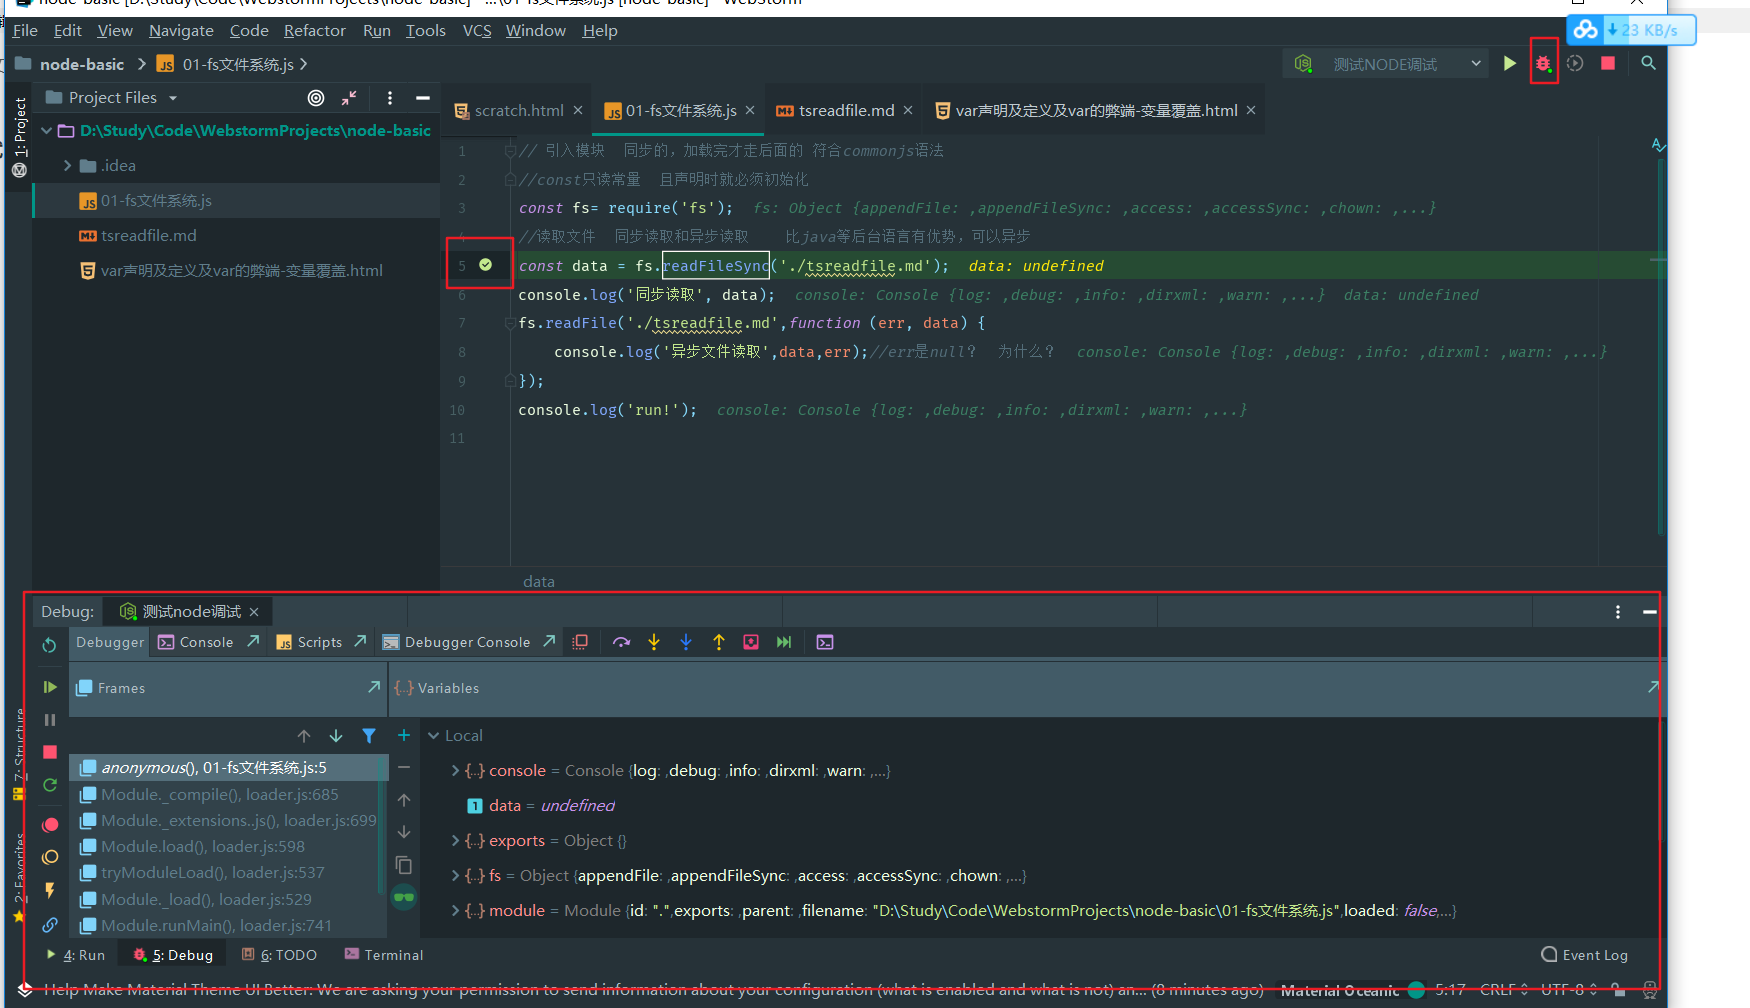 node-basic [D:\Study\Code\WebstormProjects\node-basic] - ...\01-fs文件系统.js [node-basic] - WebStorm
File Edit View Navigate Code Refactor Run Tools VCS Window Help
23 KB/s
node-basic 01-fs文件系统.js
测试NODE调试
1: Project
Project Files
scratch.html 01-fs文件系统.js tsreadfile.md var声明及定义及var的弊端-变量覆盖.html
D:\Study\Code\WebstormProjects\node-basic
.idea
01-fs文件系统.js
tsreadfile.md
var声明及定义及var的弊端-变量覆盖.html
1 // 引入模块 同步的，加载完才走后面的 符合commonjs语法
2 //const只读常量 且声明时就必须初始化
3 const fs= require('fs'); fs: Object {appendFile: ,appendFileSync: ,access: ,accessSync: ,chown: ,...}
4 //读取文件 同步读取和异步读取 比java等后台语言有优势，可以异步
5 const data = fs.readFileSync('./tsreadfile.md'); data: undefined
6 console.log('同步读取', data); console: Console {log: ,debug: ,info: ,dirxml: ,warn: ,...} data: undefined
7 fs.readFile('./tsreadfile.md',function (err, data) {
8 console.log('异步文件读取',data,err);//err是null? 为什么? console: Console {log: ,debug: ,info: ,dirxml: ,warn: ,...}
9 });
10 console.log('run!'); console: Console {log: ,debug: ,info: ,dirxml: ,warn: ,...}
11
data
Debug: 测试node调试
Debugger Console Scripts Debugger Console
Frames
Variables
7: Structure
2: Favorites
anonymous(), 01-fs文件系统.js:5
Module._compile(), loader.js:685
Module._extensions..js(), loader.js:699
Module.load(), loader.js:598
tryModuleLoad(), loader.js:537
Module._load(), loader.js:529
Module.runMain(), loader.js:741
Local
{..} console = Console {log: ,debug: ,info: ,dirxml: ,warn: ,...}
1 data = undefined
{..} exports = Object {}
{..} fs = Object {appendFile: ,appendFileSync: ,access: ,accessSync: ,chown: ,...}
{..} module = Module {id: ".",exports: ,parent: ,filename: "D:\Study\Code\WebstormProjects\node-basic\01-fs文件系统.js",loaded: false,...}
4: Run 5: Debug 6: TODO Terminal Event Log
Help Make Material Theme UI Better: We are asking your permission to send information about your configuration (what is enabled and what is not) an... (8 minutes ago) Material Oceanic 5:17 CRLF UTF-8